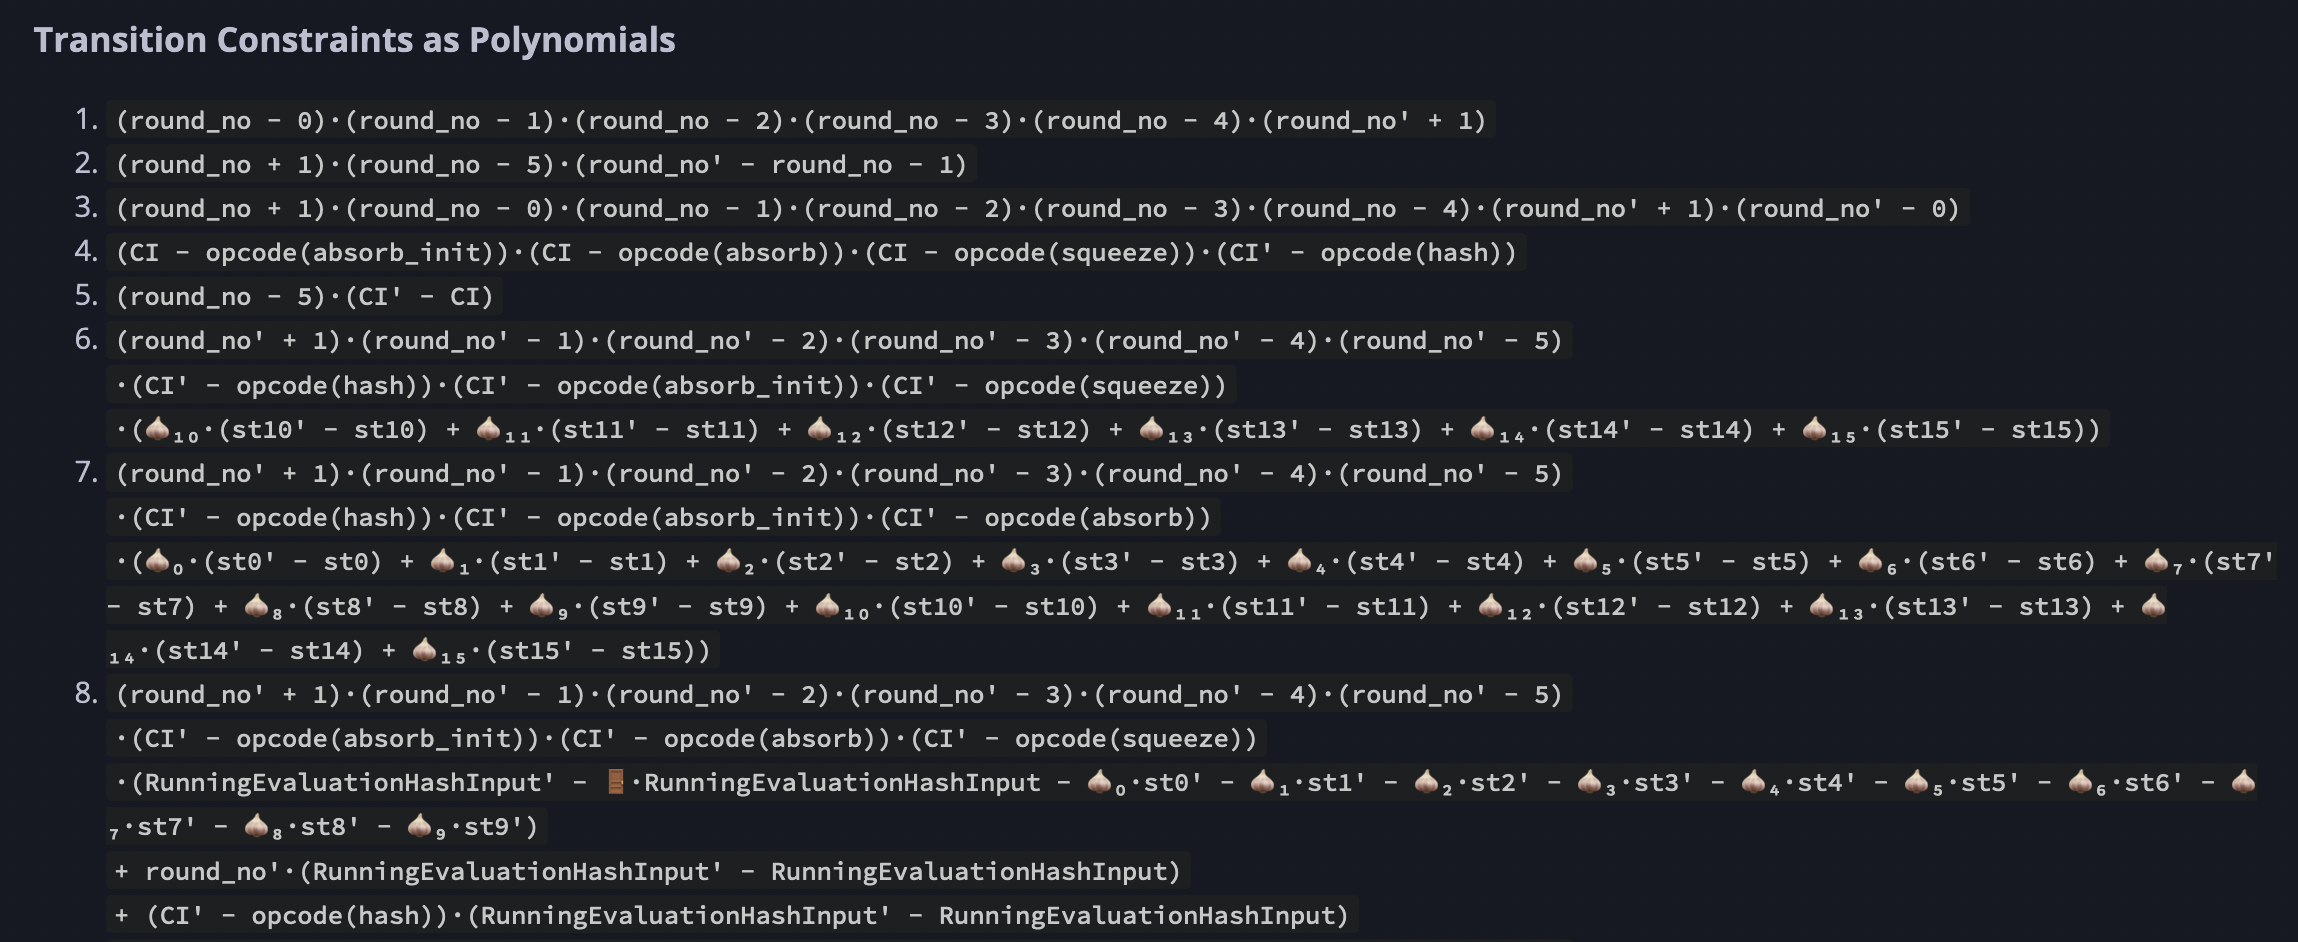 Transition Constraints as Polynomials
1. (round_no - 0)·(round_no - 1)·(round_no - 2)·(round_no - 3)·(round_no - 4)·(round_no' + 1)
2. (round_no + 1)·(round_no - 5)·(round_no' - round_no - 1)
3. (round_no + 1)·(round_no - 0)·(round_no - 1)·(round_no - 2)·(round_no - 3)·(round_no - 4)·(round_no' + 1)·(round_no' - 0)
4. (CI - opcode(absorb_init))·(CI - opcode(absorb))·(CI - opcode(squeeze))·(CI' - opcode(hash))
5. (round_no - 5)·(CI' - CI)
6. (round_no' + 1)·(round_no' - 1)·(round_no' - 2)·(round_no' - 3)·(round_no' - 4)·(round_no' - 5)
·(CI' - opcode(hash))·(CI' - opcode(absorb_init))·(CI' - opcode(squeeze))
·(🧄₁₀·(st10' - st10) + 🧄₁₁·(st11' - st11) + 🧄₁₂·(st12' - st12) + 🧄₁₃·(st13' - st13) + 🧄₁₄·(st14' - st14) + 🧄₁₅·(st15' - st15))
7. (round_no' + 1)·(round_no' - 1)·(round_no' - 2)·(round_no' - 3)·(round_no' - 4)·(round_no' - 5)
·(CI' - opcode(hash))·(CI' - opcode(absorb_init))·(CI' - opcode(absorb))
·(🧄₀·(st0' - st0) + 🧄₁·(st1' - st1) + 🧄₂·(st2' - st2) + 🧄₃·(st3' - st3) + 🧄₄·(st4' - st4) + 🧄₅·(st5' - st5) + 🧄₆·(st6' - st6) + 🧄₇·(st7'
- st7) + 🧄₈·(st8' - st8) + 🧄₉·(st9' - st9) + 🧄₁₀·(st10' - st10) + 🧄₁₁·(st11' - st11) + 🧄₁₂·(st12' - st12) + 🧄₁₃·(st13' - st13) + 🧄
₁₄·(st14' - st14) + 🧄₁₅·(st15' - st15))
8. (round_no' + 1)·(round_no' - 1)·(round_no' - 2)·(round_no' - 3)·(round_no' - 4)·(round_no' - 5)
·(CI' - opcode(absorb_init))·(CI' - opcode(absorb))·(CI' - opcode(squeeze))
·(RunningEvaluationHashInput' - 🚪·RunningEvaluationHashInput - 🧄₀·st0' - 🧄₁·st1' - 🧄₂·st2' - 🧄₃·st3' - 🧄₄·st4' - 🧄₅·st5' - 🧄₆·st6' - 🧄
₇·st7' - 🧄₈·st8' - 🧄₉·st9')
+ round_no'·(RunningEvaluationHashInput' - RunningEvaluationHashInput)
+ (CI' - opcode(hash))·(RunningEvaluationHashInput' - RunningEvaluationHashInput)